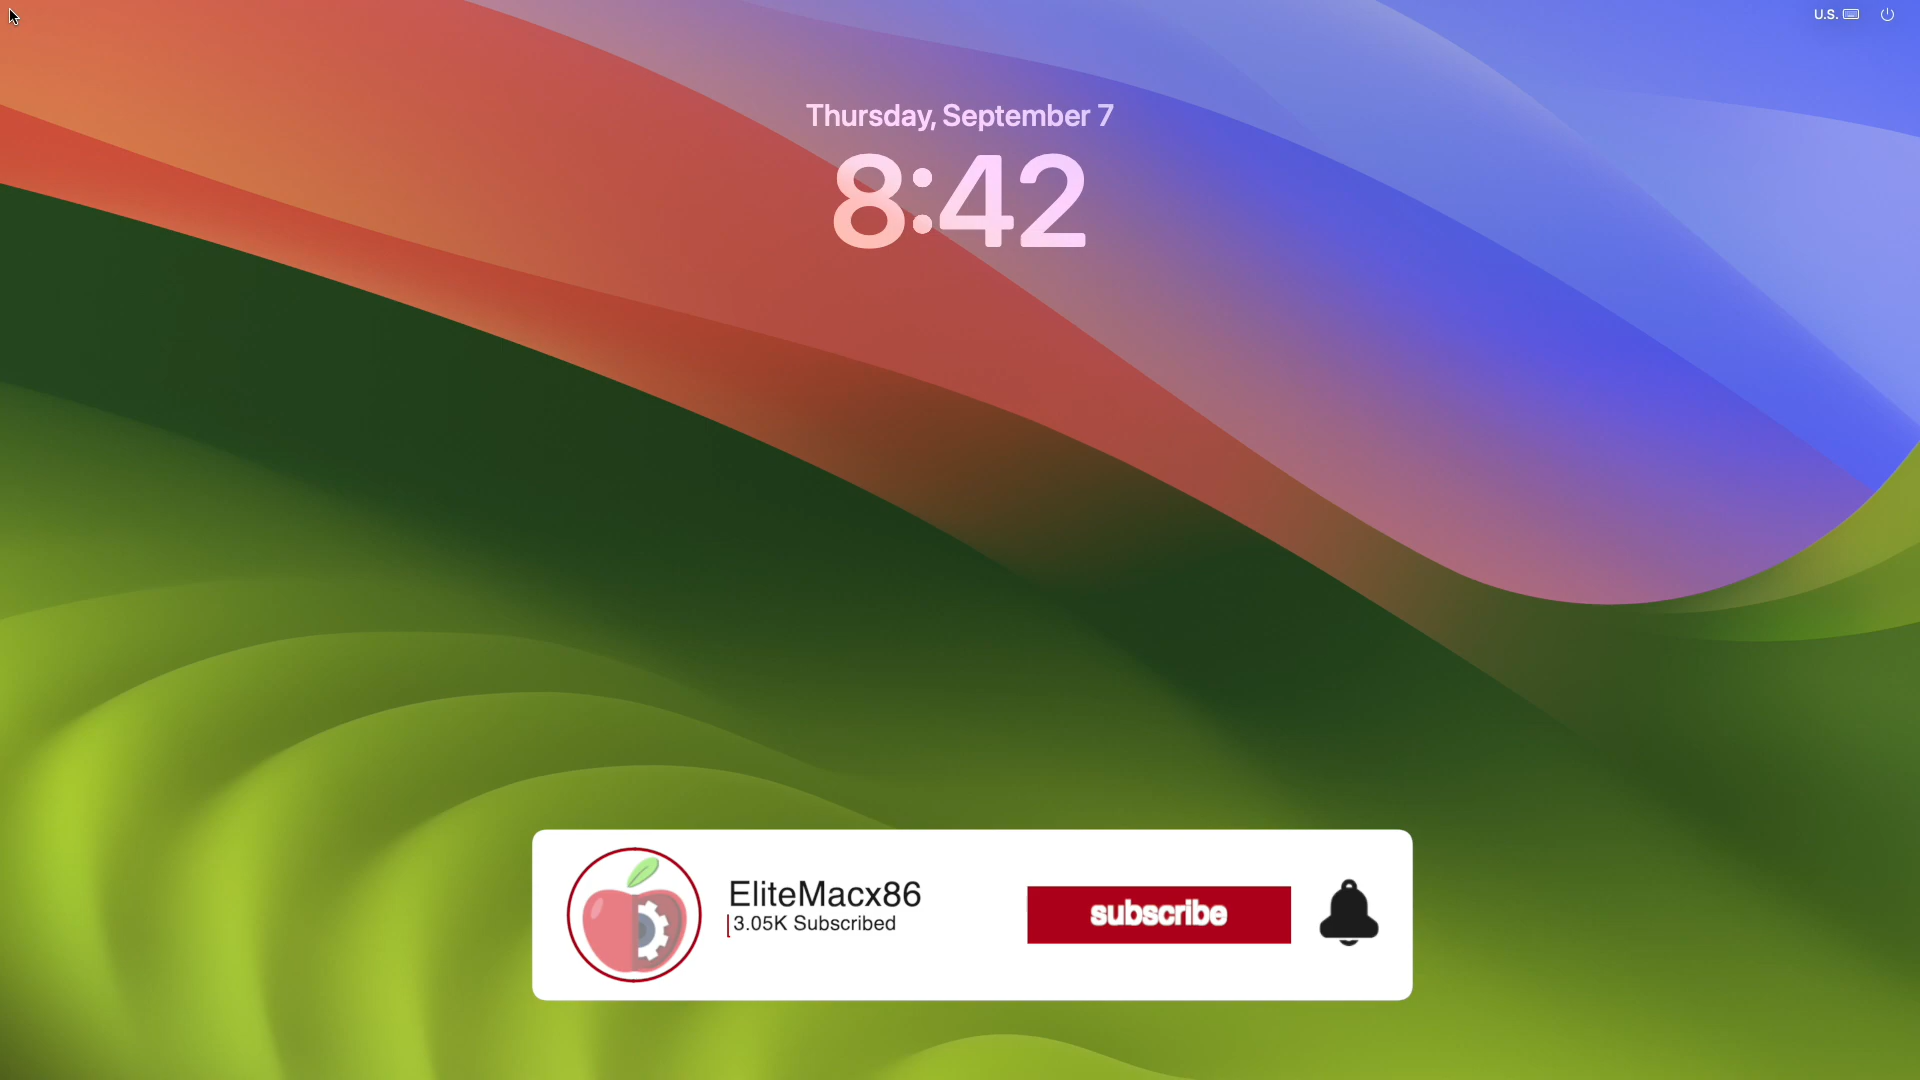 U.S.
Thursday, September 7
8:42
EliteMacx86
3.05K Subscribed
subscribe